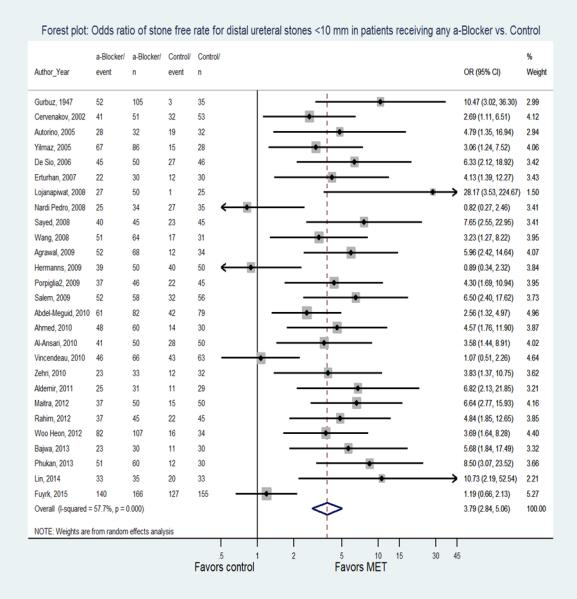 Forest plot: Odds ratio of stone free rate for distal ureteral stones <10 mm in patients receiving any a-Blocker vs. Control
a-Blocker/ a-Blocker/ Control/ Control/ %
Author_Year event n event n OR (95% CI) Weight
Gurbuz, 1947 52 105 3 35 10.47 (3.02, 36.30) 2.99
Cervenakov, 2002 41 51 32 53 2.69 (1.11, 6.51) 4.12
Autorino, 2005 28 32 19 32 4.79 (1.35, 16.94) 2.94
Yilmaz, 2005 67 86 15 28 3.06 (1.24, 7.52) 4.06
De Sio, 2006 45 50 27 46 6.33 (2.12, 18.92) 3.42
Erturhan, 2007 22 30 12 30 4.13 (1.39, 12.27) 3.43
Lojanapiwat, 2008 50 50 1 25 28.17 (3.53, 224.67) 1.50
Nardi Pedro, 2008 25 34 27 35 0.82 (0.27, 2.46) 3.41
Sayed, 2008 40 45 23 45 7.65 (2.55, 22.95) 3.41
Wang, 2008 51 64 17 31 3.23 (1.27, 8.22) 3.95
Agrawal, 2009 52 68 12 34 5.96 (2.42, 14.64) 4.07
Hermanns, 2009 39 50 40 50 0.89 (0.34, 2.32) 3.84
Porpiglia2, 2009 37 46 22 45 4.30 (1.69, 10.94) 3.95
Salem, 2009 52 58 32 56 6.50 (2.40, 17.62) 3.73
Abdel-Meguid, 2010 61 82 42 79 2.56 (1.32, 4.97) 4.96
Ahmed, 2010 48 60 14 30 4.57 (1.76, 11.90) 3.87
Al-Ansari, 2010 41 50 28 50 3.58 (1.44, 8.91) 4.02
Vincendeau, 2010 46 66 43 63 1.07 (0.51, 2.26) 4.64
Zehri, 2010 23 33 12 32 3.83 (1.37, 10.75) 3.62
Aldemir, 2011 25 31 11 29 6.82 (2.13, 21.85) 3.21
Maitra, 2012 37 50 15 50 6.64 (2.77, 15.93) 4.16
Rahim, 2012 37 45 22 45 4.84 (1.85, 12.65) 3.85
Woo Heon, 2012 82 107 16 34 3.69 (1.64, 8.28) 4.40
Bajwa, 2013 23 30 11 30 5.68 (1.84, 17.49) 3.32
Phukan, 2013 51 60 12 30 8.50 (3.07, 23.52) 3.66
Lin, 2014 33 35 20 33 10.73 (2.19, 52.54) 2.21
Fuyrk, 2015 140 166 127 155 1.19 (0.66, 2.13) 5.27
Overall (I-squared = 57.7%, p = 0.000) 3.79 (2.84, 5.06) 100.00
NOTE: Weights are from random effects analysis
.5 1 2 5 10 15 30 45
Favors control Favors MET